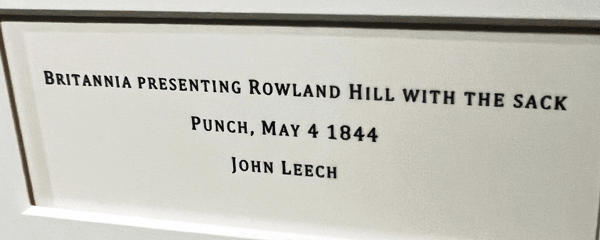 Britannia presenting Rowland Hill with the sack
Punch, May 4 1844
John Leech